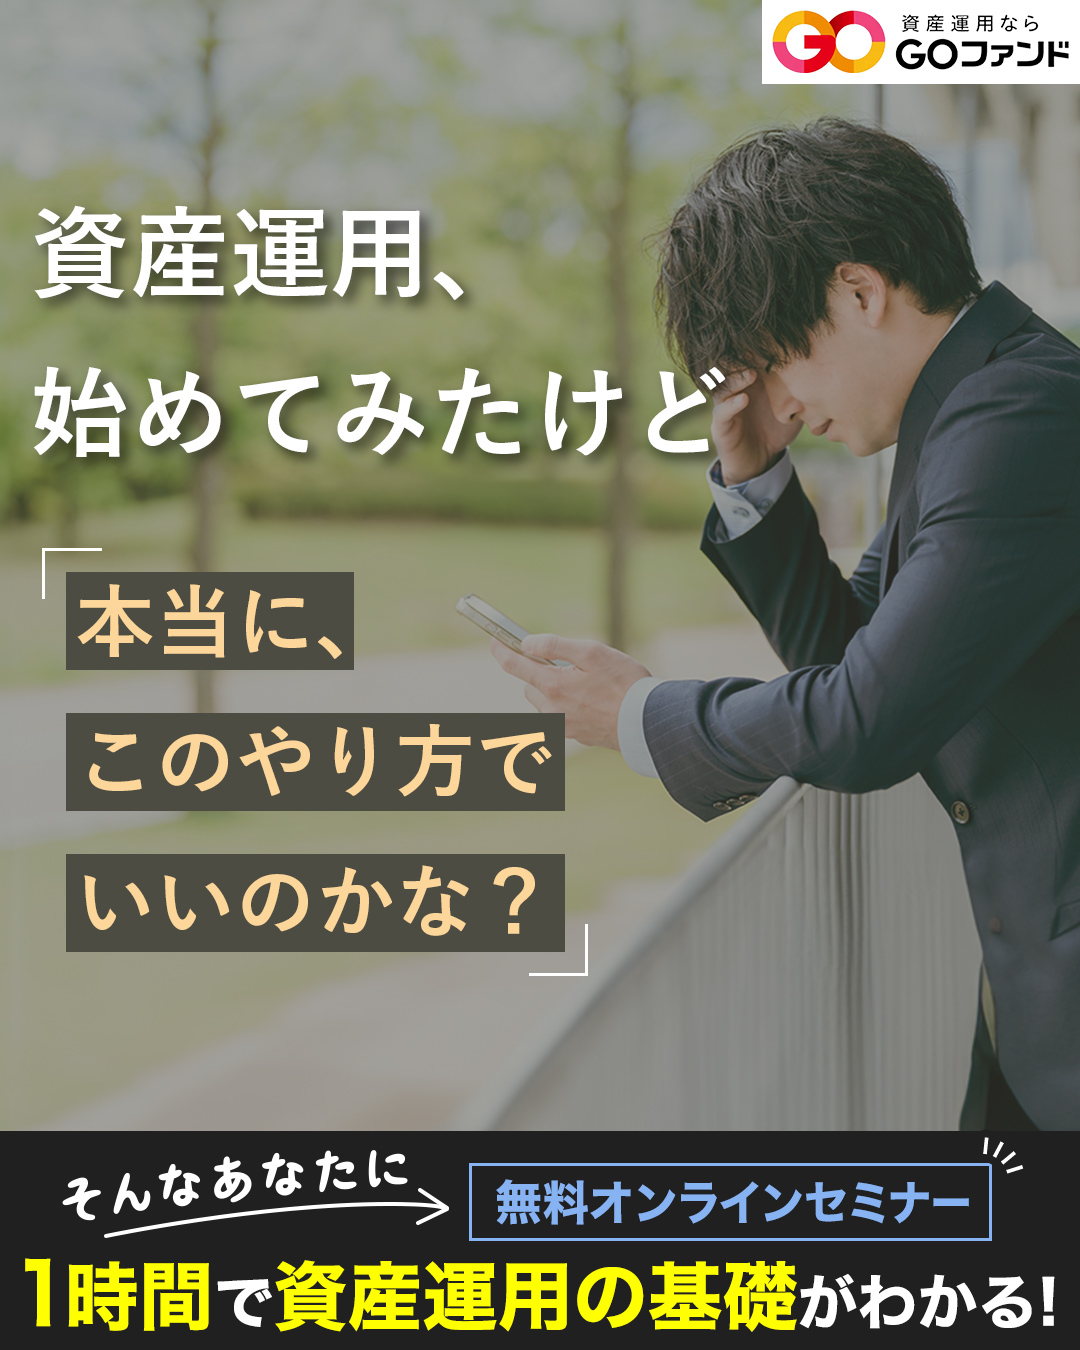 資産運用なら
GOファンド
資産運用、
始めてみたけど
「本当に、
このやり方で
いいのかな？」
そんなあなたに
無料オンラインセミナー
1時間で資産運用の基礎がわかる!